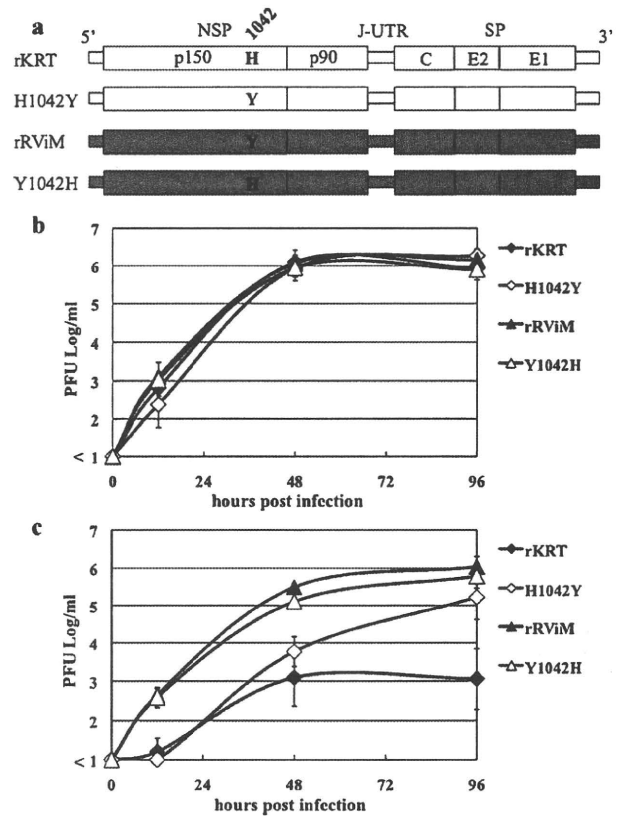 a
NSP 1042 J-UTR SP
5’ 3’
rKRT p150 H p90 C E2 E1
H1042Y Y
rRViM Y
Y1042H H
b
7
6
5
4
3
2
< 1
PFU Log/ml
0 24 48 72 96
hours post infection
rKRT
H1042Y
rRViM
Y1042H
c
7
6
5
4
3
2
< 1
PFU Log/ml
0 24 48 72 96
hours post infection
rKRT
H1042Y
rRViM
Y1042H